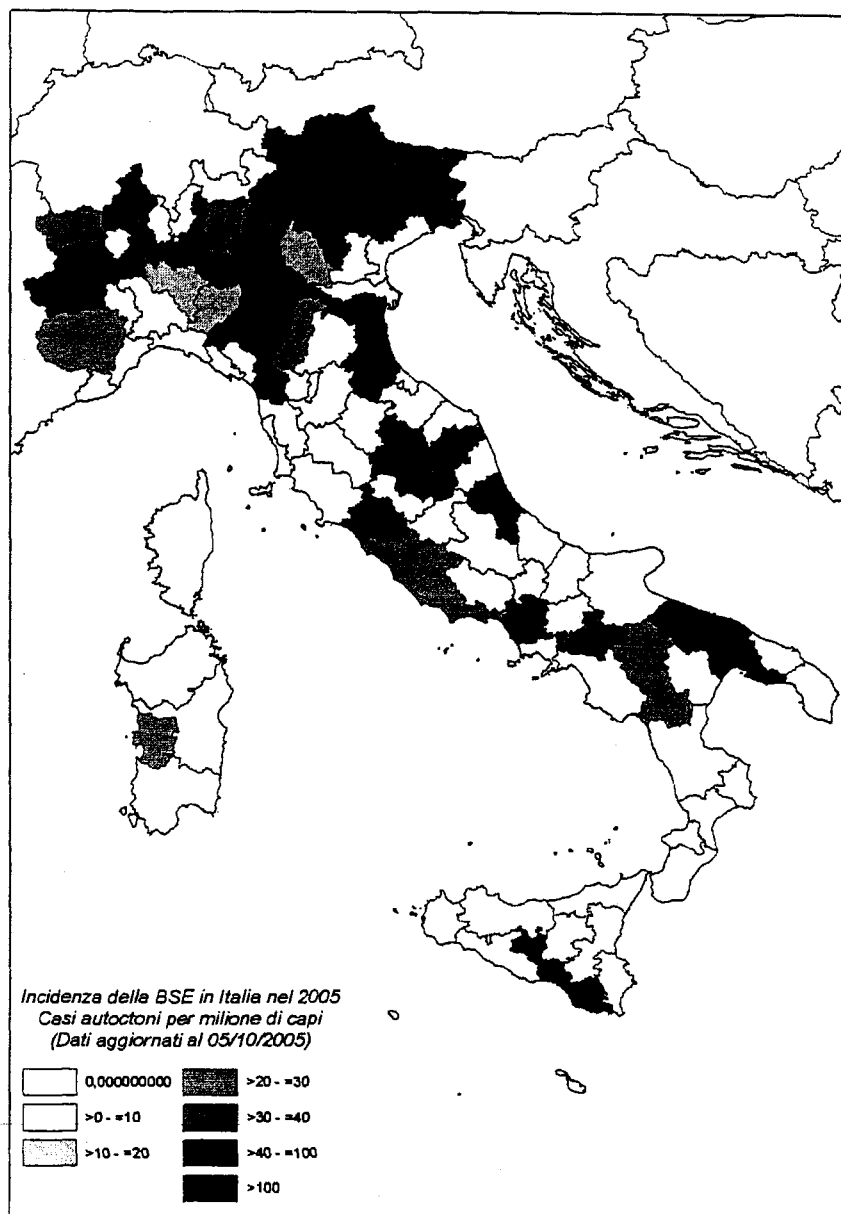 Incidenza della BSE in Italia nel 2005
Casi autoctoni per milione di capi
(Dati aggiornati al 05/10/2005)
0,000000000
>0 - =10
>10 - =20
>20 - =30
>30 - =40
>40 - =100
>100